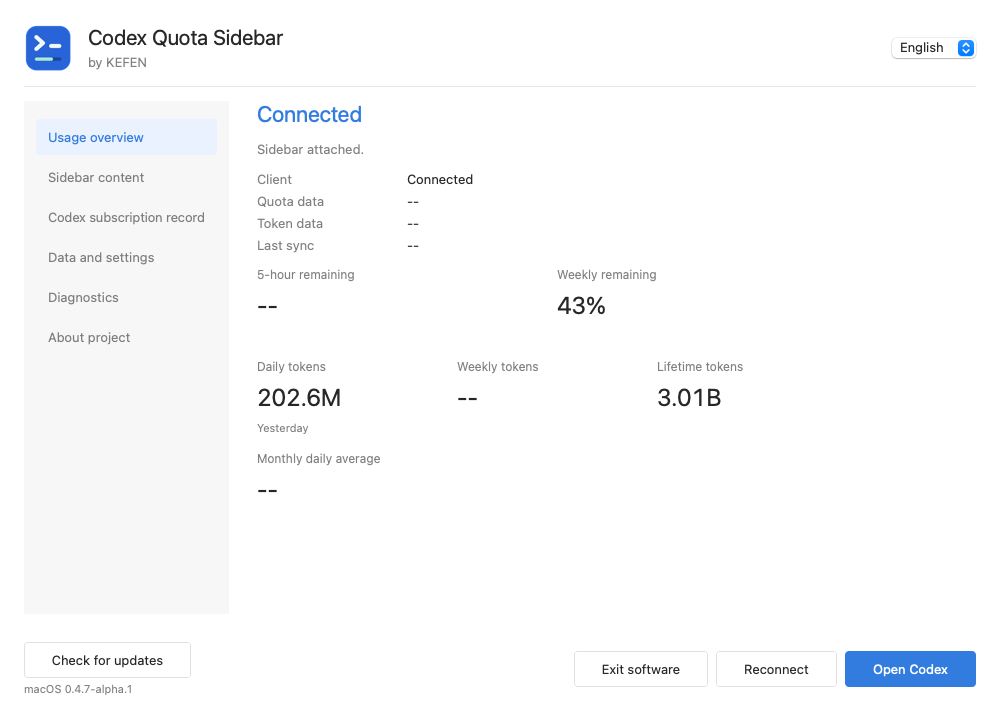 Codex Quota Sidebar
by KEFEN
English
Usage overview
Sidebar content
Codex subscription record
Data and settings
Diagnostics
About project
Connected
Sidebar attached.
Client Connected
Quota data --
Token data --
Last sync --
5-hour remaining Weekly remaining
-- 43%
Daily tokens Weekly tokens Lifetime tokens
202.6M -- 3.01B
Yesterday
Monthly daily average
--
Check for updates
macOS 0.4.7-alpha.1
Exit software
Reconnect
Open Codex